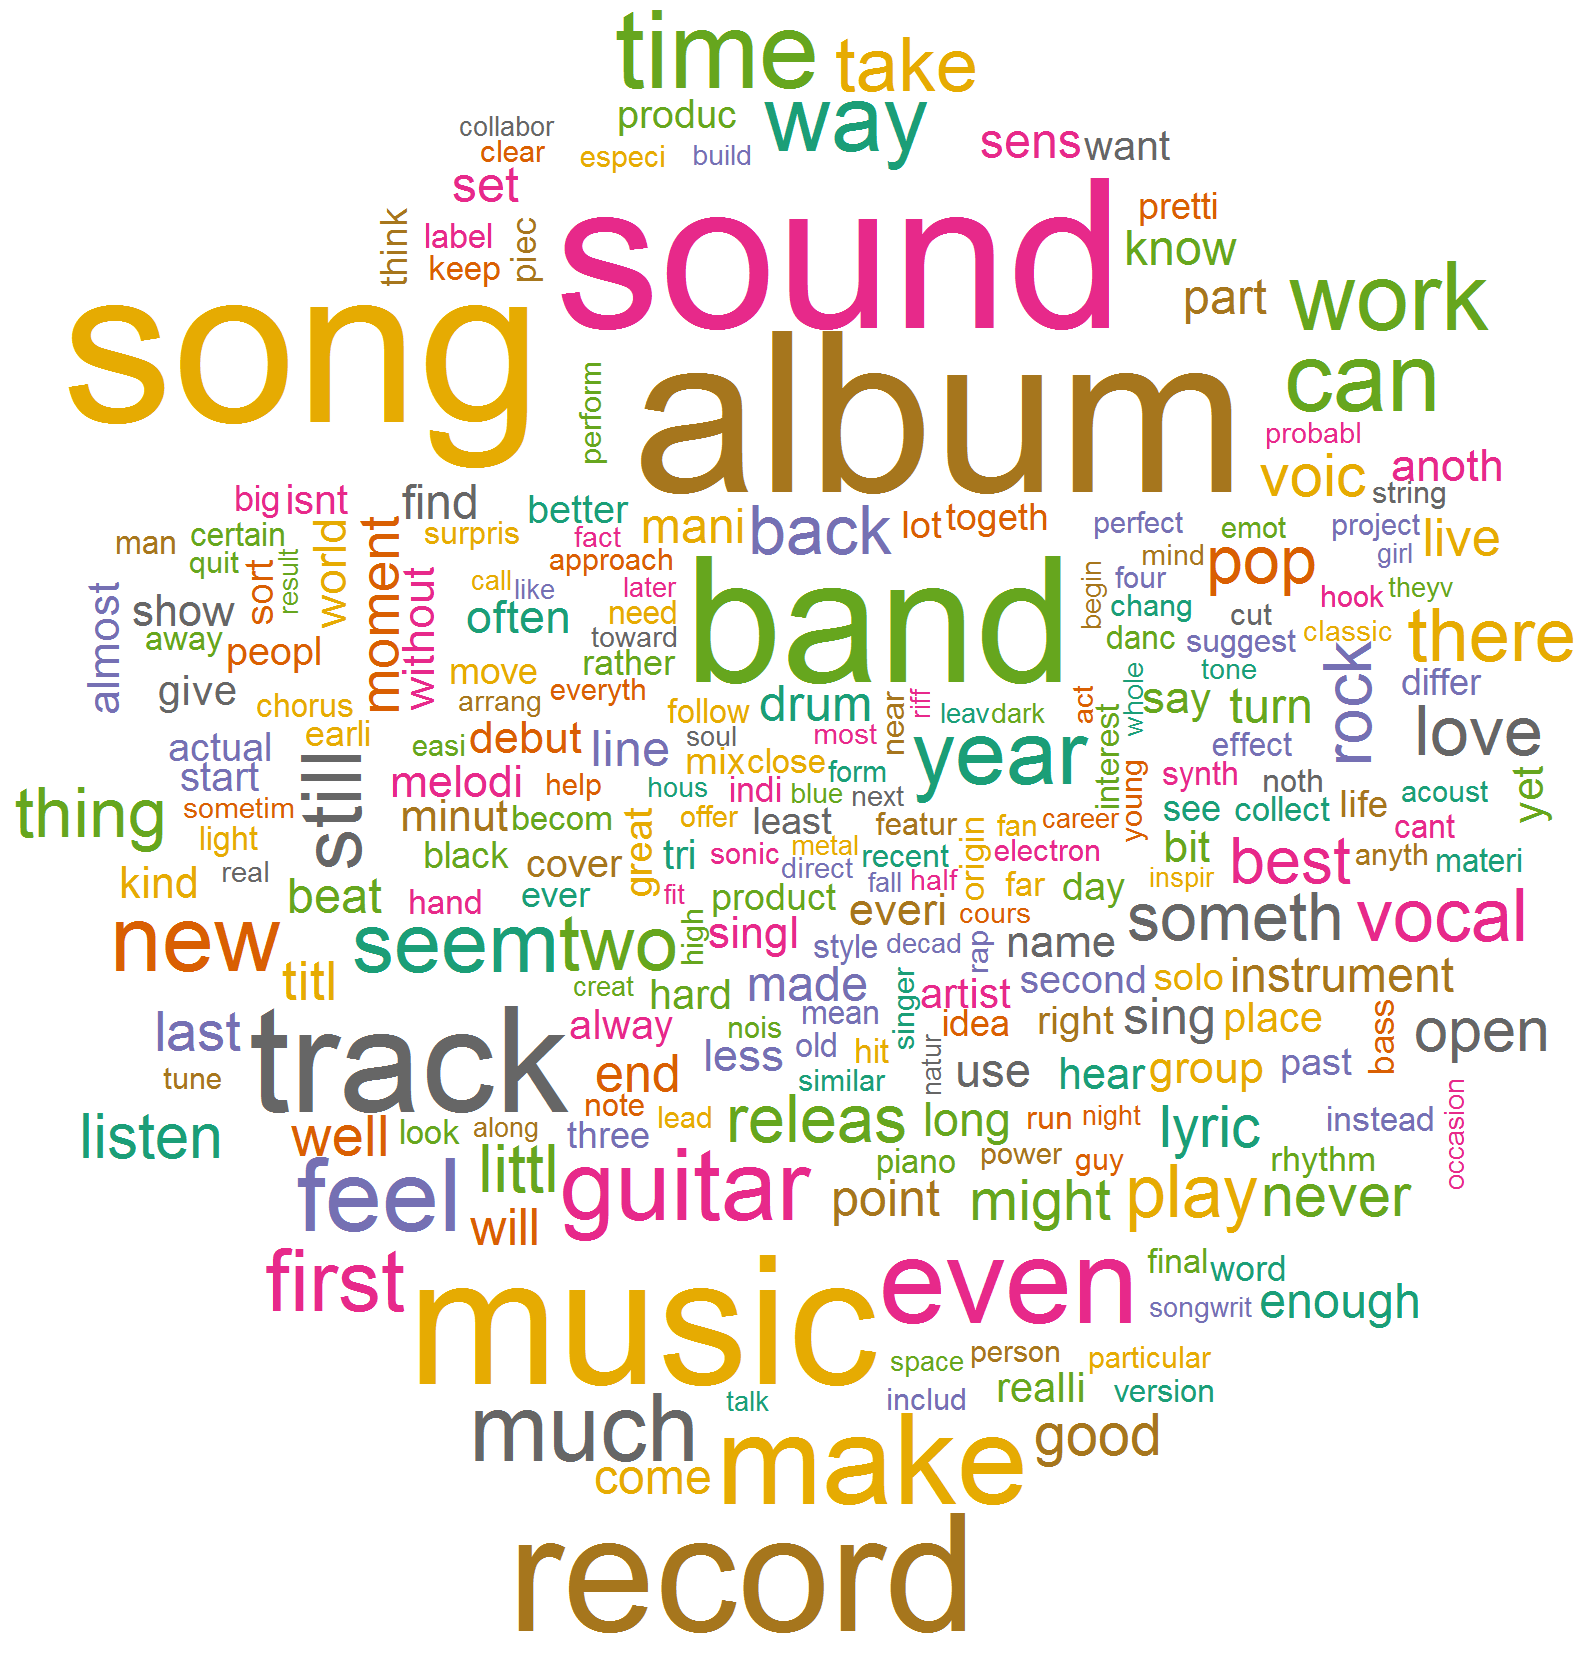 time take
produc way
collabor
clear especi build sens want
set
think label piec sound pretti
keep know
part work
song album can
perform
probabl
voic anoth
big isnt find string
better mani back lot togeth perfect emot project live
man certain surpris fact
quit result sort world moment without approach mind pop girl
call like later begin four theyv
almost show often need chang hook
away toward band cut
peopl rather danc suggest classic there
move tone
give arrang everyth whole rock differ
chorus follow drum near riff leav dark act say turn
earli soul most
actual easi debut line year interest effect love
start still melodi mix close form synth noth
help hous indi blue next young see collect life acoust yet
thing sometim minut becom great offer least featur fan career cant
light black cover tri sonic metal recent origin electron bit best anyth materi
kind real direct inspir
beat hand ever fit product fall half far day
everi cours someth vocal
new seem two high singl style decad rap name
titl instrument
creat hard made singer artist second solo
last track alway nois mean idea right sing place open
less old hit bass
tune end similar natur use hear group past
note lead releas long run night lyric instead occasion
listen well look along three
littl piano power guy rhythm
feel guitar point might play never
will
first music even final word
songwrit enough
space person particular
talk includ realli version
much make good
come
record